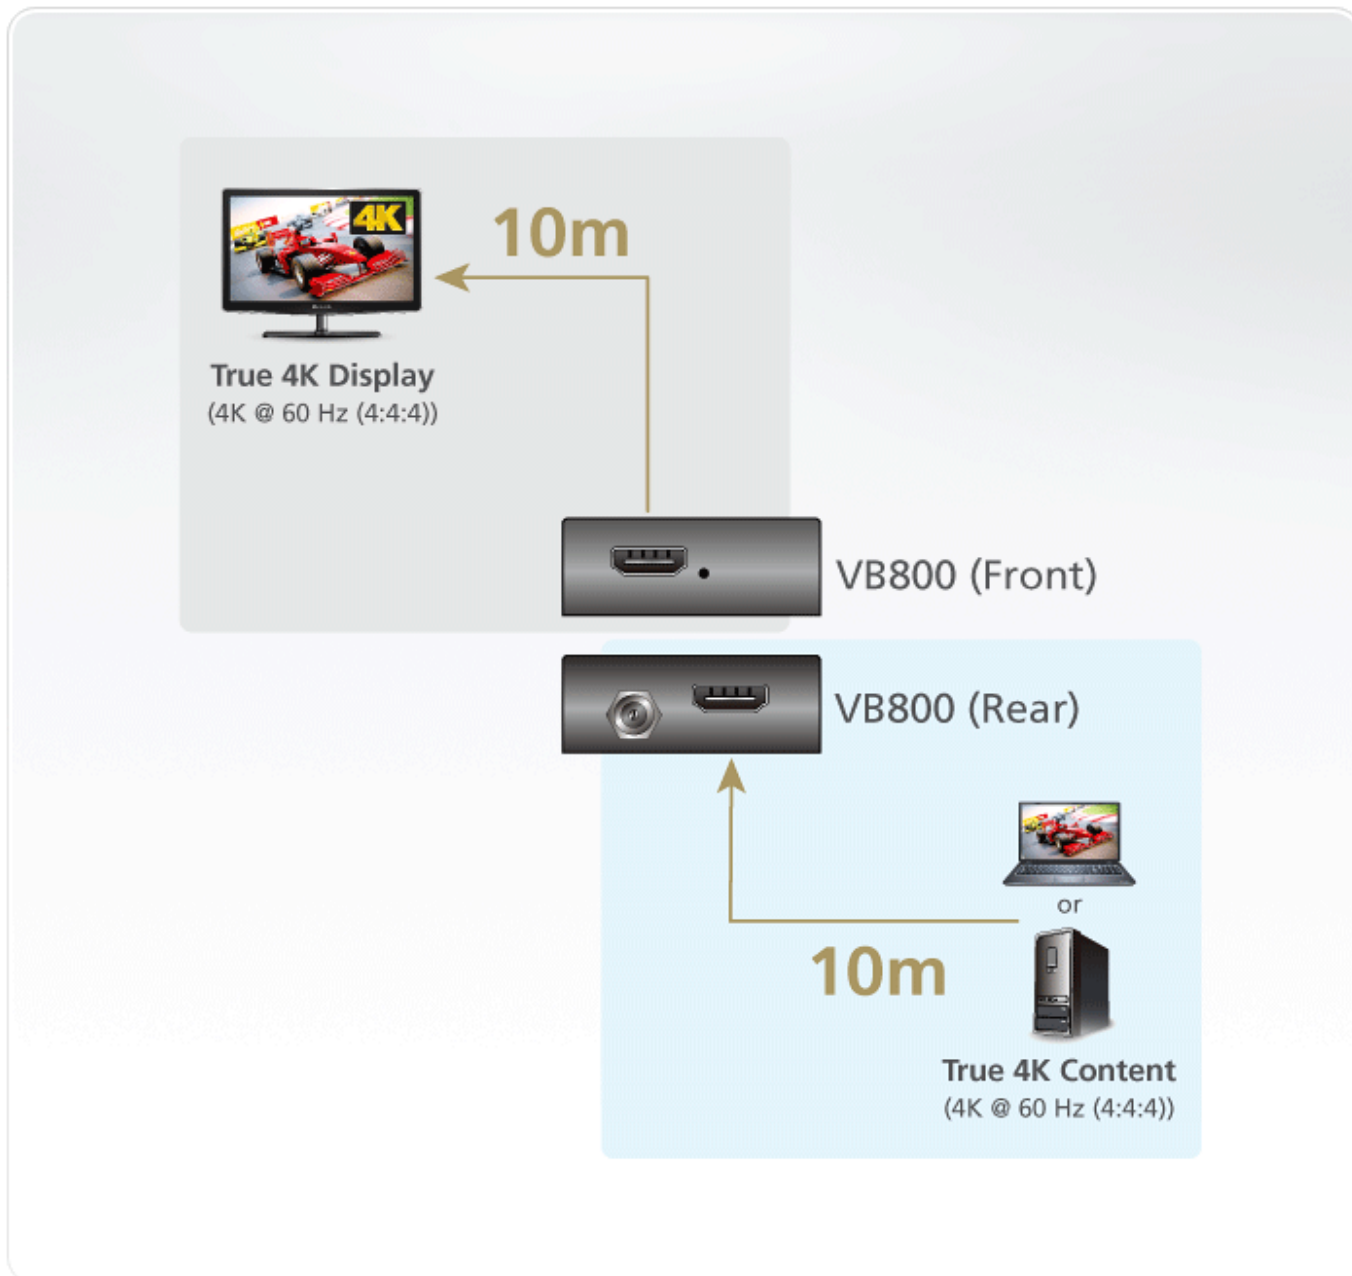 4K
10m
True 4K Display
(4K @ 60 Hz (4:4:4))
VB800 (Front)
VB800 (Rear)
or
10m
True 4K Content
(4K @ 60 Hz (4:4:4))